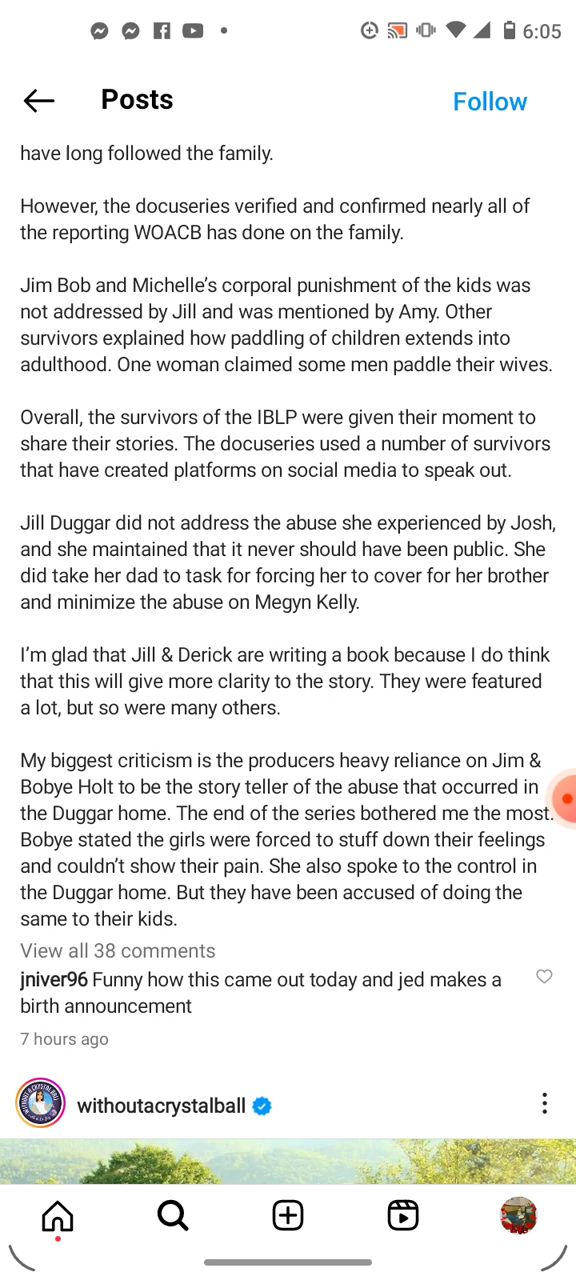 6:05
Posts
Follow
have long followed the family.
However, the docuseries verified and confirmed nearly all of
the reporting WOACB has done on the family.
Jim Bob and Michelle’s corporal punishment of the kids was
not addressed by Jill and was mentioned by Amy. Other
survivors explained how paddling of children extends into
adulthood. One woman claimed some men paddle their wives.
Overall, the survivors of the IBLP were given their moment to
share their stories. The docuseries used a number of survivors
that have created platforms on social media to speak out.
Jill Duggar did not address the abuse she experienced by Josh,
and she maintained that it never should have been public. She
did take her dad to task for forcing her to cover for her brother
and minimize the abuse on Megyn Kelly.
I’m glad that Jill & Derick are writing a book because I do think
that this will give more clarity to the story. They were featured
a lot, but so were many others.
My biggest criticism is the producers heavy reliance on Jim &
Bobye Holt to be the story teller of the abuse that occurred in
the Duggar home. The end of the series bothered me the most.
Bobye stated the girls were forced to stuff down their feelings
and couldn’t show their pain. She also spoke to the control in
the Duggar home. But they have been accused of doing the
same to their kids.
View all 38 comments
jniver96 Funny how this came out today and jed makes a
birth announcement
7 hours ago
withoutacrystalball